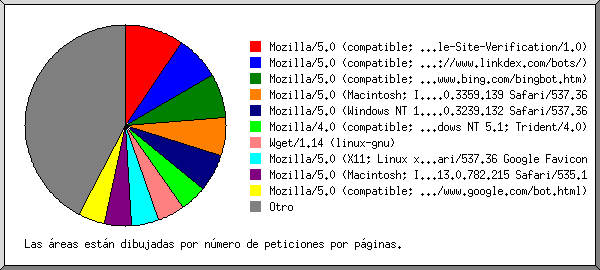 Mozilla/5.0 (compatible; ...le-Site-Verification/1.0)
Mozilla/5.0 (compatible; ...://www.linkdex.com/bots/)
Mozilla/5.0 (compatible; ...www.bing.com/bingbot.htm)
Mozilla/5.0 (Macintosh; I....0.3359.139 Safari/537.36
Mozilla/5.0 (Windows NT 1....0.3239.132 Safari/537.36
Mozilla/4.0 (compatible; ...dows NT 5.1; Trident/4.0)
Wget/1.14 (linux-gnu)
Mozilla/5.0 (X11; Linux x...ari/537.36 Google Favicon
Mozilla/5.0 (Macintosh; I...13.0.782.215 Safari/535.1
Mozilla/5.0 (compatible; .../www.google.com/bot.html)
Otro
Las áreas están dibujadas por número de peticiones por páginas.